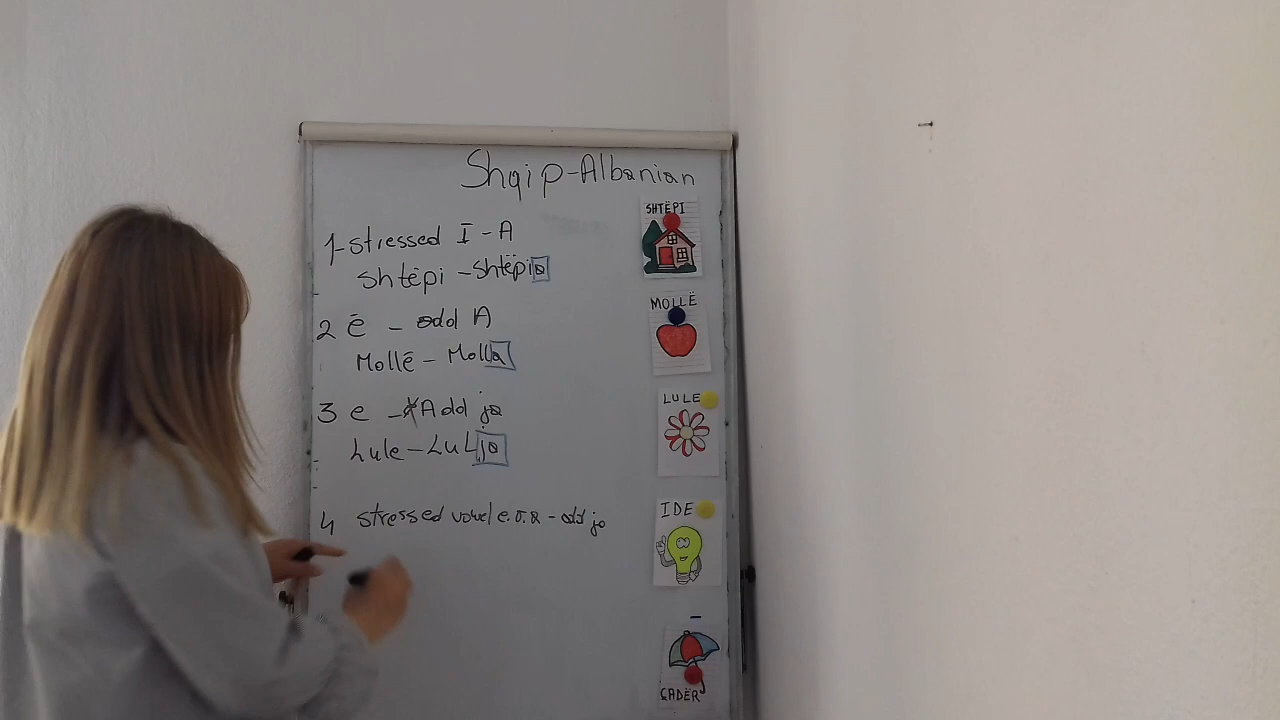 Shqip-Albanian
1-stressed I - A
shtëpi - shtëpia
2 ë - add A
Mollë - Molla
3 e - Add ja
Lule - Lulja
4 stressed vowel e.o.a - add ja
SHTËPI
MOLLË
LULE
IDE
ÇADËR